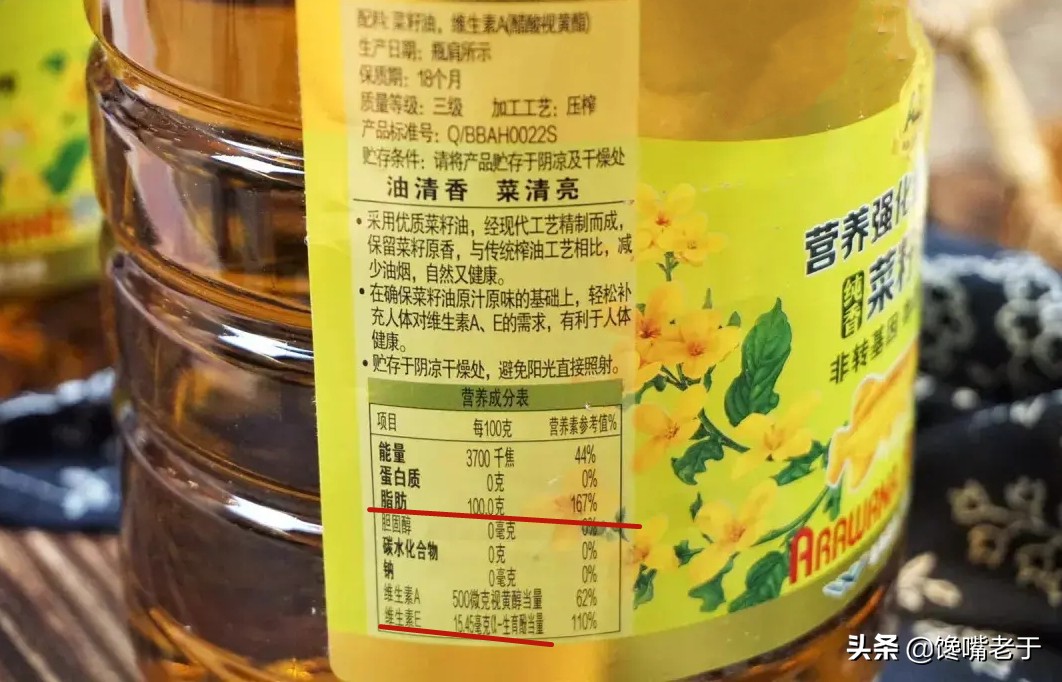 配料：菜籽油，维生素A(醋酸视黄酯)
生产日期：瓶肩所示
保质期：18个月
质量等级：三级 加工工艺：压榨
产品标准号：Q/BBAH0022S
贮存条件：请将产品贮存于阴凉及干燥处
油清香 菜清亮
• 采用优质菜籽油，经现代工艺精制而成，
保留菜籽原香，与传统榨油工艺相比，减
少油烟，自然又健康。
• 在确保菜籽油原汁原味的基础上，轻松补
充人体对维生素A、E的需求，有利于人体
健康。
• 贮存于阴凉干燥处，避免阳光直接照射。
营养成分表
项目 每100克 营养素参考值%
能量 3700 千焦 44%
蛋白质 0克 0%
脂肪 100.0克 167%
胆固醇 0毫克 0%
碳水化合物 0克 0%
钠 0毫克 0%
维生素A 500微克视黄醇当量 62%
维生素E 15.45毫克α-生育酚当量 110%
营养强化
纯香
菜籽
非转基因
ARAWANA
头条 @馋嘴老于